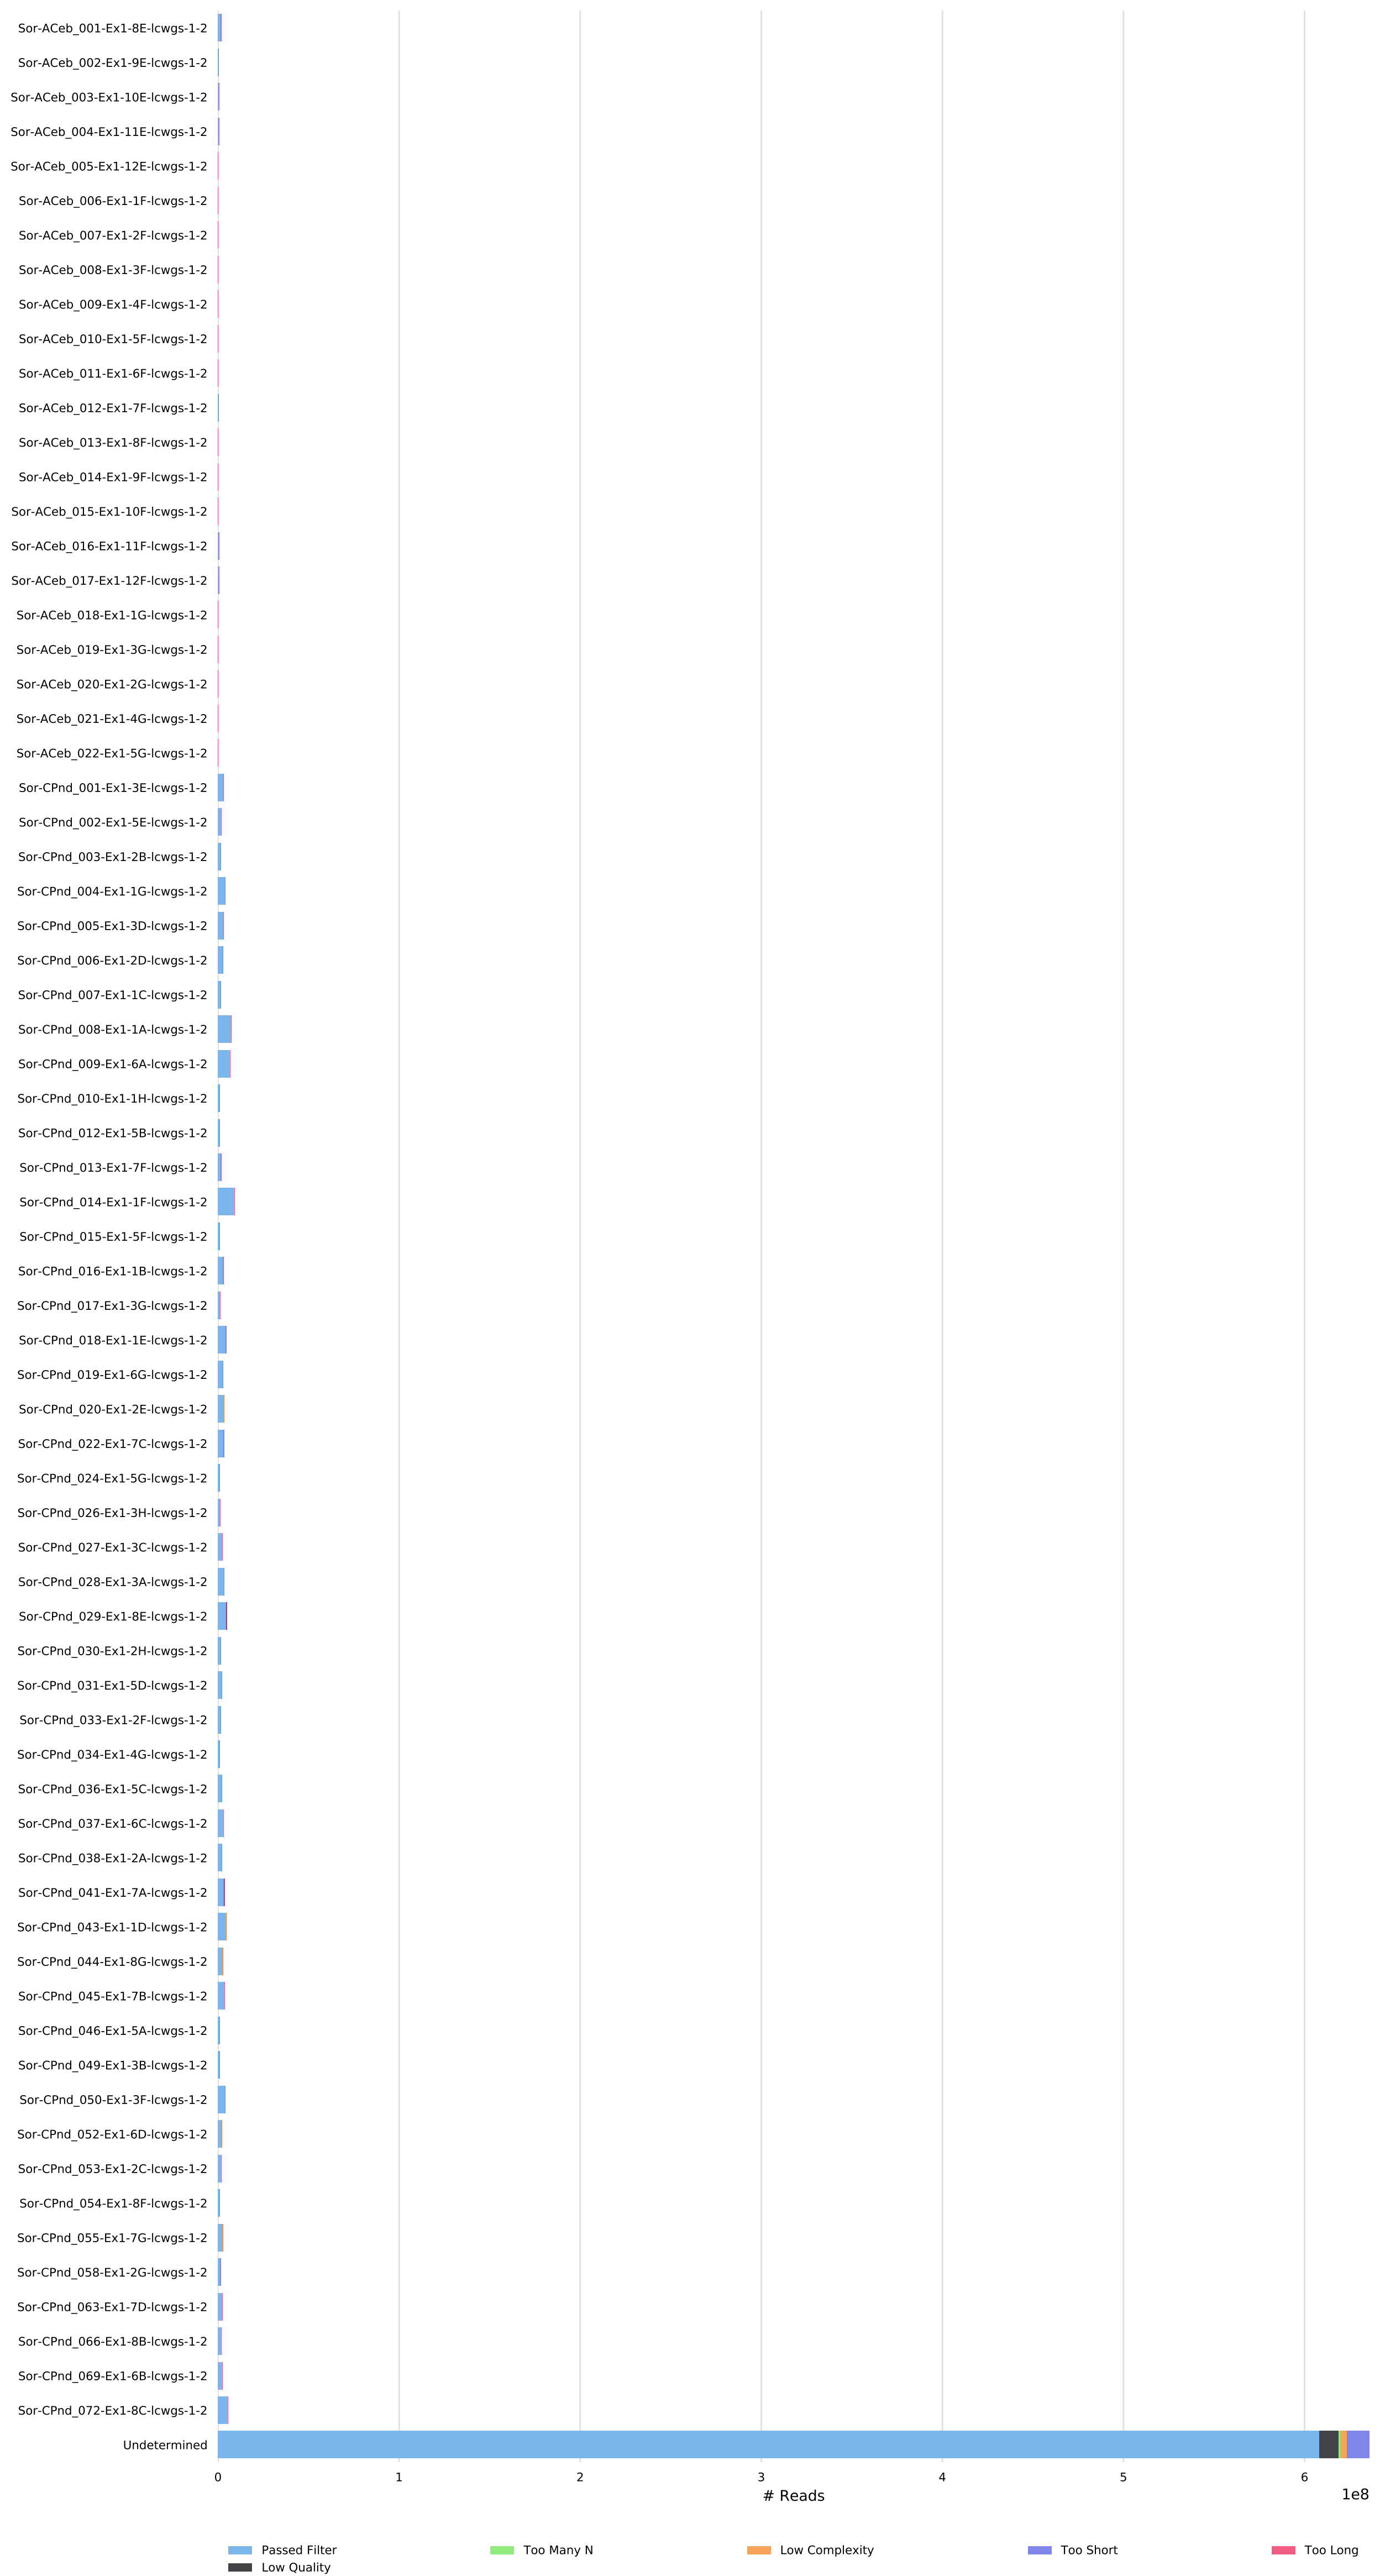 Sor-ACeb_001-Ex1-8E-lcwgs-1-2
Sor-ACeb_002-Ex1-9E-lcwgs-1-2
Sor-ACeb_003-Ex1-10E-lcwgs-1-2
Sor-ACeb_004-Ex1-11E-lcwgs-1-2
Sor-ACeb_005-Ex1-12E-lcwgs-1-2
Sor-ACeb_006-Ex1-1F-lcwgs-1-2
Sor-ACeb_007-Ex1-2F-lcwgs-1-2
Sor-ACeb_008-Ex1-3F-lcwgs-1-2
Sor-ACeb_009-Ex1-4F-lcwgs-1-2
Sor-ACeb_010-Ex1-5F-lcwgs-1-2
Sor-ACeb_011-Ex1-6F-lcwgs-1-2
Sor-ACeb_012-Ex1-7F-lcwgs-1-2
Sor-ACeb_013-Ex1-8F-lcwgs-1-2
Sor-ACeb_014-Ex1-9F-lcwgs-1-2
Sor-ACeb_015-Ex1-10F-lcwgs-1-2
Sor-ACeb_016-Ex1-11F-lcwgs-1-2
Sor-ACeb_017-Ex1-12F-lcwgs-1-2
Sor-ACeb_018-Ex1-1G-lcwgs-1-2
Sor-ACeb_019-Ex1-3G-lcwgs-1-2
Sor-ACeb_020-Ex1-2G-lcwgs-1-2
Sor-ACeb_021-Ex1-4G-lcwgs-1-2
Sor-ACeb_022-Ex1-5G-lcwgs-1-2
Sor-CPnd_001-Ex1-3E-lcwgs-1-2
Sor-CPnd_002-Ex1-5E-lcwgs-1-2
Sor-CPnd_003-Ex1-2B-lcwgs-1-2
Sor-CPnd_004-Ex1-1G-lcwgs-1-2
Sor-CPnd_005-Ex1-3D-lcwgs-1-2
Sor-CPnd_006-Ex1-2D-lcwgs-1-2
Sor-CPnd_007-Ex1-1C-lcwgs-1-2
Sor-CPnd_008-Ex1-1A-lcwgs-1-2
Sor-CPnd_009-Ex1-6A-lcwgs-1-2
Sor-CPnd_010-Ex1-1H-lcwgs-1-2
Sor-CPnd_012-Ex1-5B-lcwgs-1-2
Sor-CPnd_013-Ex1-7F-lcwgs-1-2
Sor-CPnd_014-Ex1-1F-lcwgs-1-2
Sor-CPnd_015-Ex1-5F-lcwgs-1-2
Sor-CPnd_016-Ex1-1B-lcwgs-1-2
Sor-CPnd_017-Ex1-3G-lcwgs-1-2
Sor-CPnd_018-Ex1-1E-lcwgs-1-2
Sor-CPnd_019-Ex1-6G-lcwgs-1-2
Sor-CPnd_020-Ex1-2E-lcwgs-1-2
Sor-CPnd_022-Ex1-7C-lcwgs-1-2
Sor-CPnd_024-Ex1-5G-lcwgs-1-2
Sor-CPnd_026-Ex1-3H-lcwgs-1-2
Sor-CPnd_027-Ex1-3C-lcwgs-1-2
Sor-CPnd_028-Ex1-3A-lcwgs-1-2
Sor-CPnd_029-Ex1-8E-lcwgs-1-2
Sor-CPnd_030-Ex1-2H-lcwgs-1-2
Sor-CPnd_031-Ex1-5D-lcwgs-1-2
Sor-CPnd_033-Ex1-2F-lcwgs-1-2
Sor-CPnd_034-Ex1-4G-lcwgs-1-2
Sor-CPnd_036-Ex1-5C-lcwgs-1-2
Sor-CPnd_037-Ex1-6C-lcwgs-1-2
Sor-CPnd_038-Ex1-2A-lcwgs-1-2
Sor-CPnd_041-Ex1-7A-lcwgs-1-2
Sor-CPnd_043-Ex1-1D-lcwgs-1-2
Sor-CPnd_044-Ex1-8G-lcwgs-1-2
Sor-CPnd_045-Ex1-7B-lcwgs-1-2
Sor-CPnd_046-Ex1-5A-lcwgs-1-2
Sor-CPnd_049-Ex1-3B-lcwgs-1-2
Sor-CPnd_050-Ex1-3F-lcwgs-1-2
Sor-CPnd_052-Ex1-6D-lcwgs-1-2
Sor-CPnd_053-Ex1-2C-lcwgs-1-2
Sor-CPnd_054-Ex1-8F-lcwgs-1-2
Sor-CPnd_055-Ex1-7G-lcwgs-1-2
Sor-CPnd_058-Ex1-2G-lcwgs-1-2
Sor-CPnd_063-Ex1-7D-lcwgs-1-2
Sor-CPnd_066-Ex1-8B-lcwgs-1-2
Sor-CPnd_069-Ex1-6B-lcwgs-1-2
Sor-CPnd_072-Ex1-8C-lcwgs-1-2
Undetermined
0 1 2 3 4 5 6
# Reads 1e8
Passed Filter Too Many N Low Complexity Too Short Too Long
Low Quality